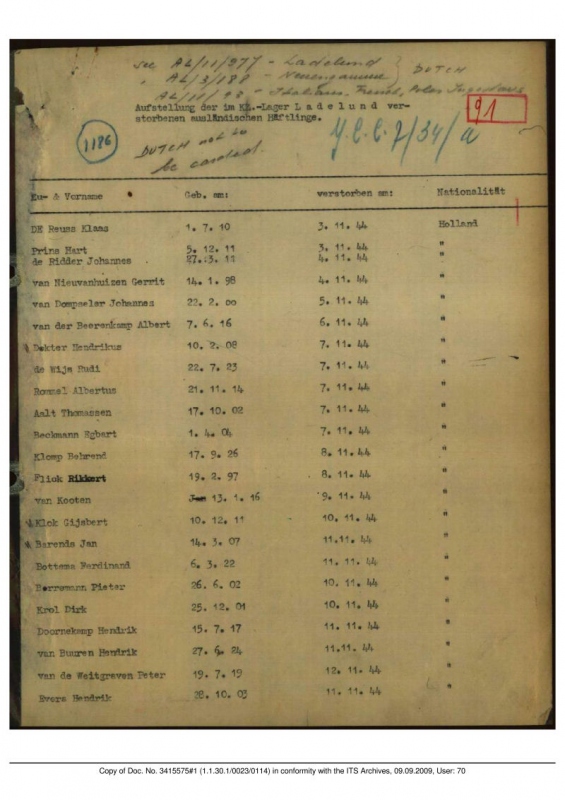 see AL/11/977 - Ladelund
" AL/3/188 - Neuengamme } DUTCH
AL/11/98 - Italians, French, Poles
Aufstellung der im KL.-Lager Ladelund ver-
storbenen ausländischen Häftlinge.
91
1186
DUTCH not to
be carded.
Zu- & Vorname Geb. am: verstorben am: Nationalität
DE Reuss Klaas 1. 7. 10 3. 11. 44 Holland
Prins Hart 5. 12. 11 3. 11. 44 "
de Ridder Johannes 27. 3. 11 4. 11. 44 "
van Nieuvanhuizen Gerrit 14. 1. 98 4. 11. 44 "
van Dompseler Johannes 22. 2. 00 5. 11. 44 "
van der Beerenkamp Albert 7. 6. 16 6. 11. 44 "
Dekter Hendrikus 10. 2. 08 7. 11. 44 "
de Wijs Rudi 22. 7. 23 7. 11. 44 "
Rommel Albertus 21. 11. 14 7. 11. 44 "
Aalt Thomassen 17. 10. 02 7. 11. 44 "
Beckmann Egbert 1. 4. 04 7. 11. 44 "
Klomp Behrend 17. 9. 26 8. 11. 44 "
Fliok Rikkert 19. 2. 97 8. 11. 44 "
van Kooten Jan 13. 1. 16 9. 11. 44 "
Klok Gijsbert 10. 12. 11 10. 11. 44 "
Barends Jan 14. 3. 07 11.11. 44 "
Bottema Ferdinand 6. 3. 22 11. 11. 44 "
Borremann Pieter 26. 6. 02 10. 11. 44 "
Krol Dirk 25. 12. 01 10. 11. 44 "
Doornekamp Hendrik 15. 7. 17 11. 11. 44 "
van Buuren Hendrik 27. 6. 24 11.11. 44 "
van de Weitgraven Peter 19. 7. 19 12. 11. 44 "
Evers Hendrik 28. 10. 03 11. 11. 44 "
Copy of Doc. No. 3415575#1 (1.1.30.1/0023/0114) in conformity with the ITS Archives, 09.09.2009, User: 70